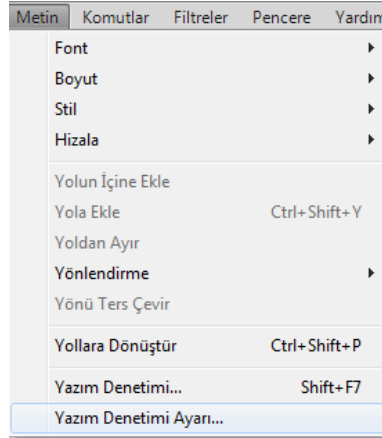 Metin Komutlar Filtreler Pencere Yardım
Font
Boyut
Stil
Hizala
Yolun İçine Ekle
Yola Ekle Ctrl+Shift+Y
Yoldan Ayır
Yönlendirme
Yönü Ters Çevir
Yollara Dönüştür Ctrl+Shift+P
Yazım Denetimi... Shift+F7
Yazım Denetimi Ayarı...